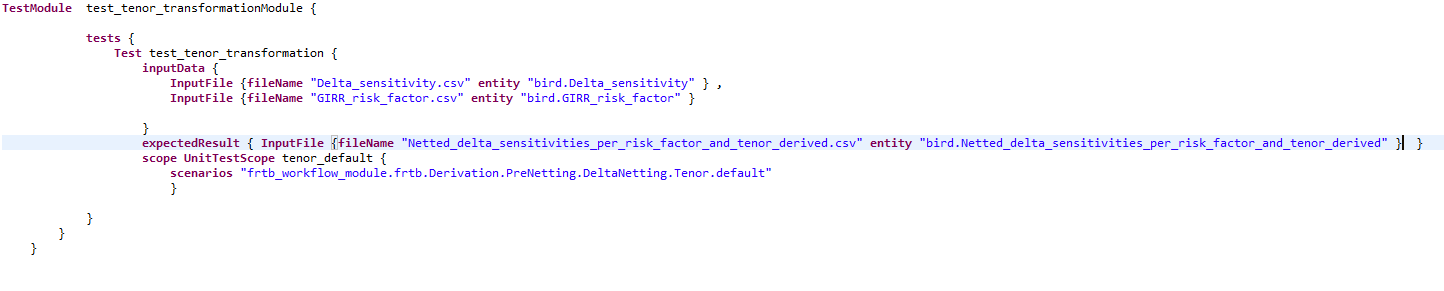 TestModule  test_tenor_transformationModule {
tests {
Test test_tenor_transformation {
inputData {
InputFile {fileName "Delta_sensitivity.csv" entity "bird.Delta_sensitivity" } ,
InputFile {fileName "GIRR_risk_factor.csv" entity "bird.GIRR_risk_factor" }
}
expectedResult { InputFile {fileName "Netted_delta_sensitivities_per_risk_factor_and_tenor_derived.csv" entity "bird.Netted_delta_sensitivities_per_risk_factor_and_tenor_derived" }  }
scope UnitTestScope tenor_default {
scenarios "frtb_workflow_module.frtb.Derivation.PreNetting.DeltaNetting.Tenor.default"
}
}
}
}